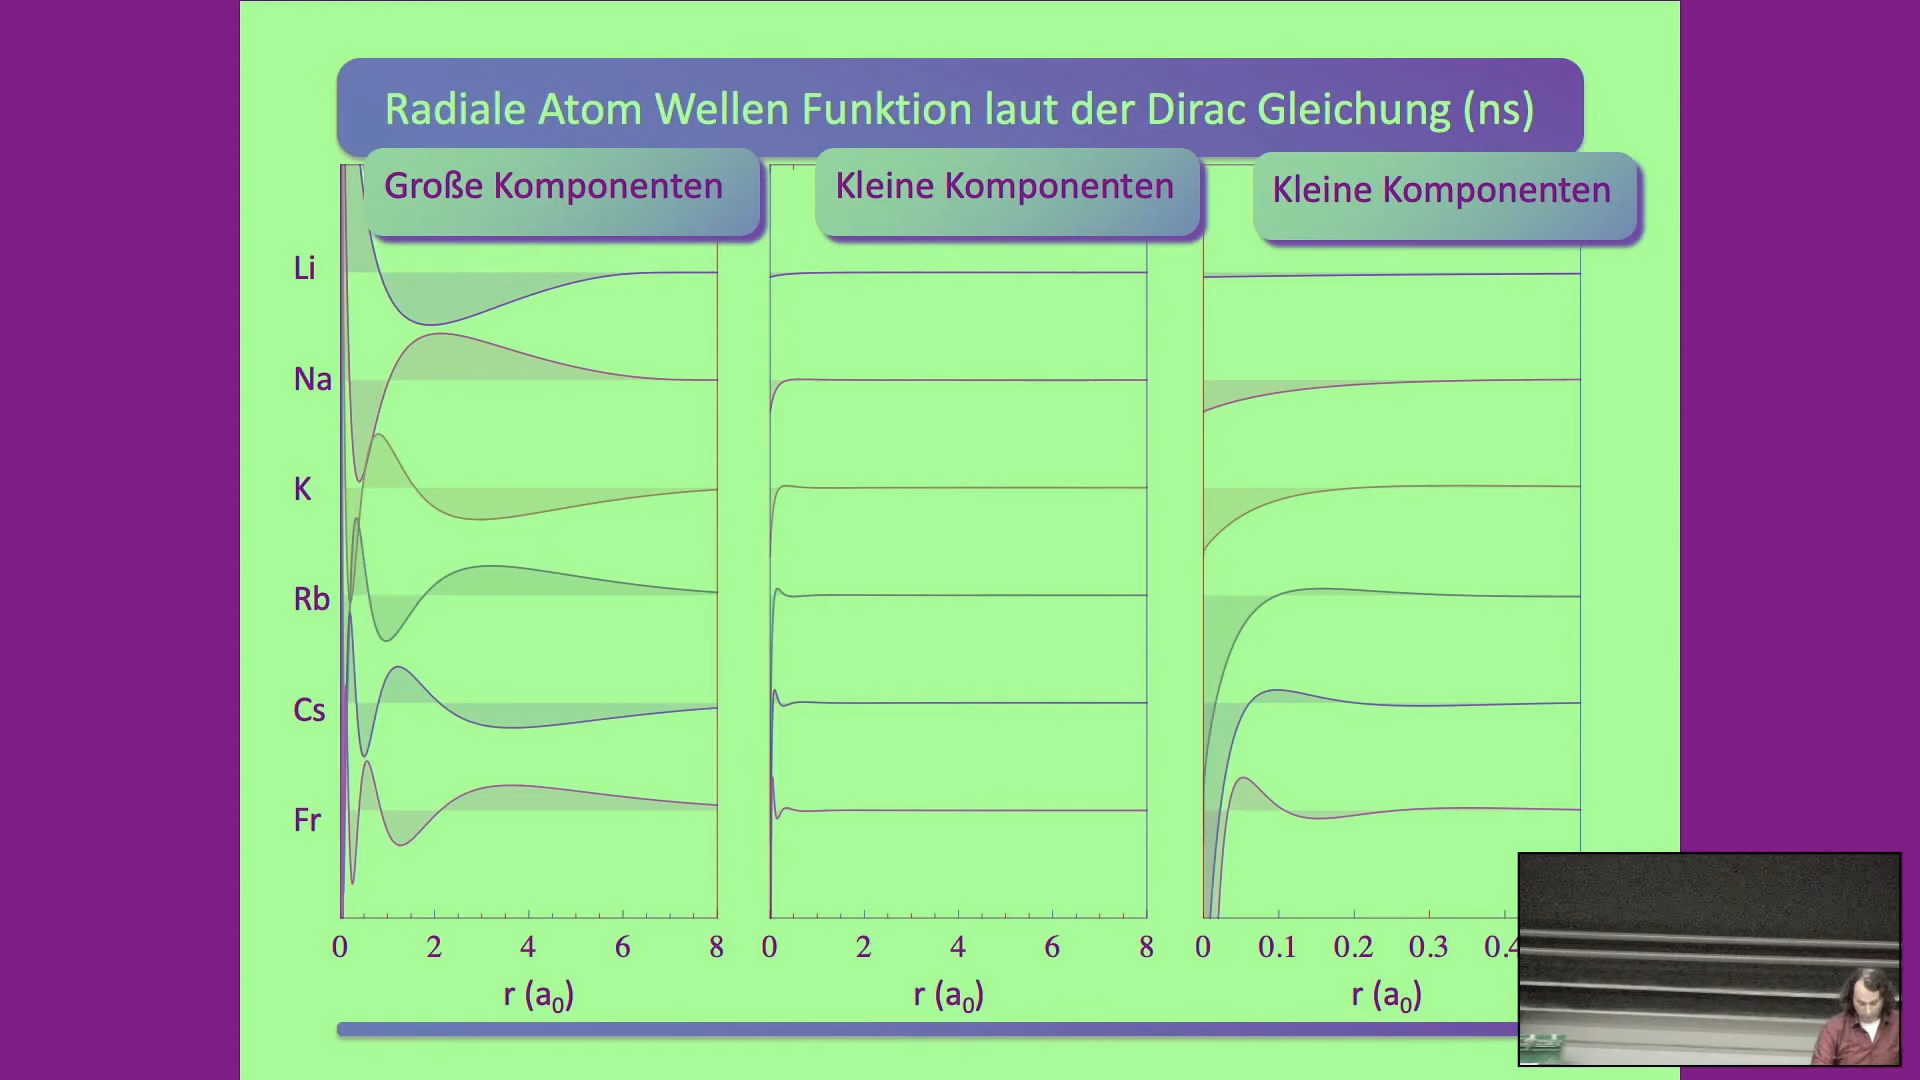 Radiale Atom Wellen Funktion laut der Dirac Gleichung (ns)
Große Komponenten
Kleine Komponenten
Kleine Komponenten
Li
Na
K
Rb
Cs
Fr
0 2 4 6 8
0 2 4 6 8
0 0.1 0.2 0.3 0.4
r (a₀)
r (a₀)
r (a₀)